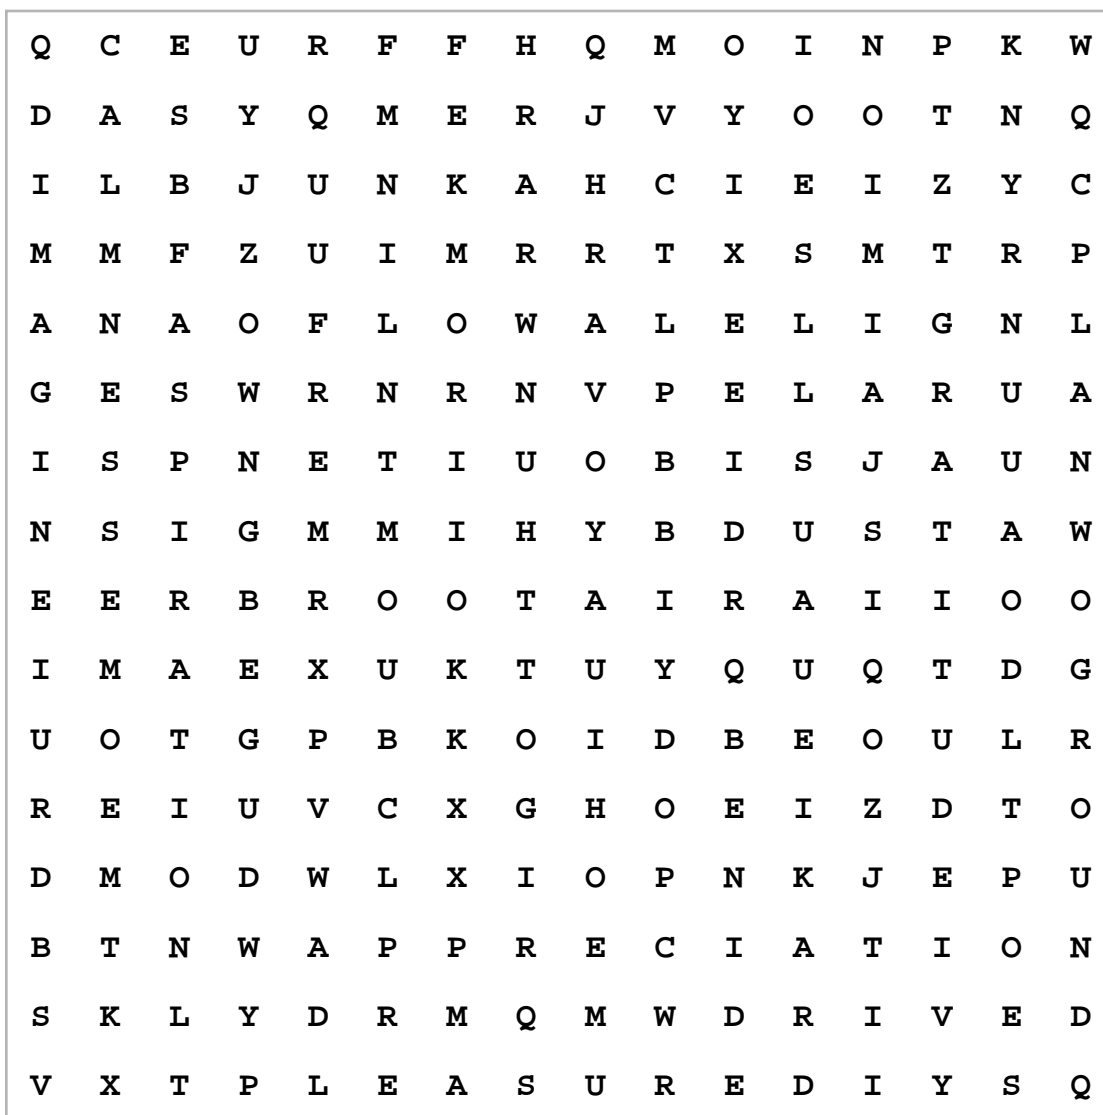 Q C E U R F F H Q M O I N P K W
D A S Y Q M E R J V Y O O T N Q
I L B J U N K A H C I E I Z Y C
M M F Z U I M R R T X S M T R P
A N A O F L O W A L E L I G N L
G E S W R N R N V P E L A R U A
I S P N E T I U O B I S J A U N
N S I G M M I H Y B D U S T A W
E E R B R O O T A I R A I I O O
I M A E X U K T U Y Q U Q T D G
U O T G P B K O I D B E O U L R
R E I U V C X G H O E I Z D T O
D M O D W L X I O P N K J E P U
B T N W A P P R E C I A T I O N
S K L Y D R M Q M W D R I V E D
V X T P L E A S U R E D I Y S Q